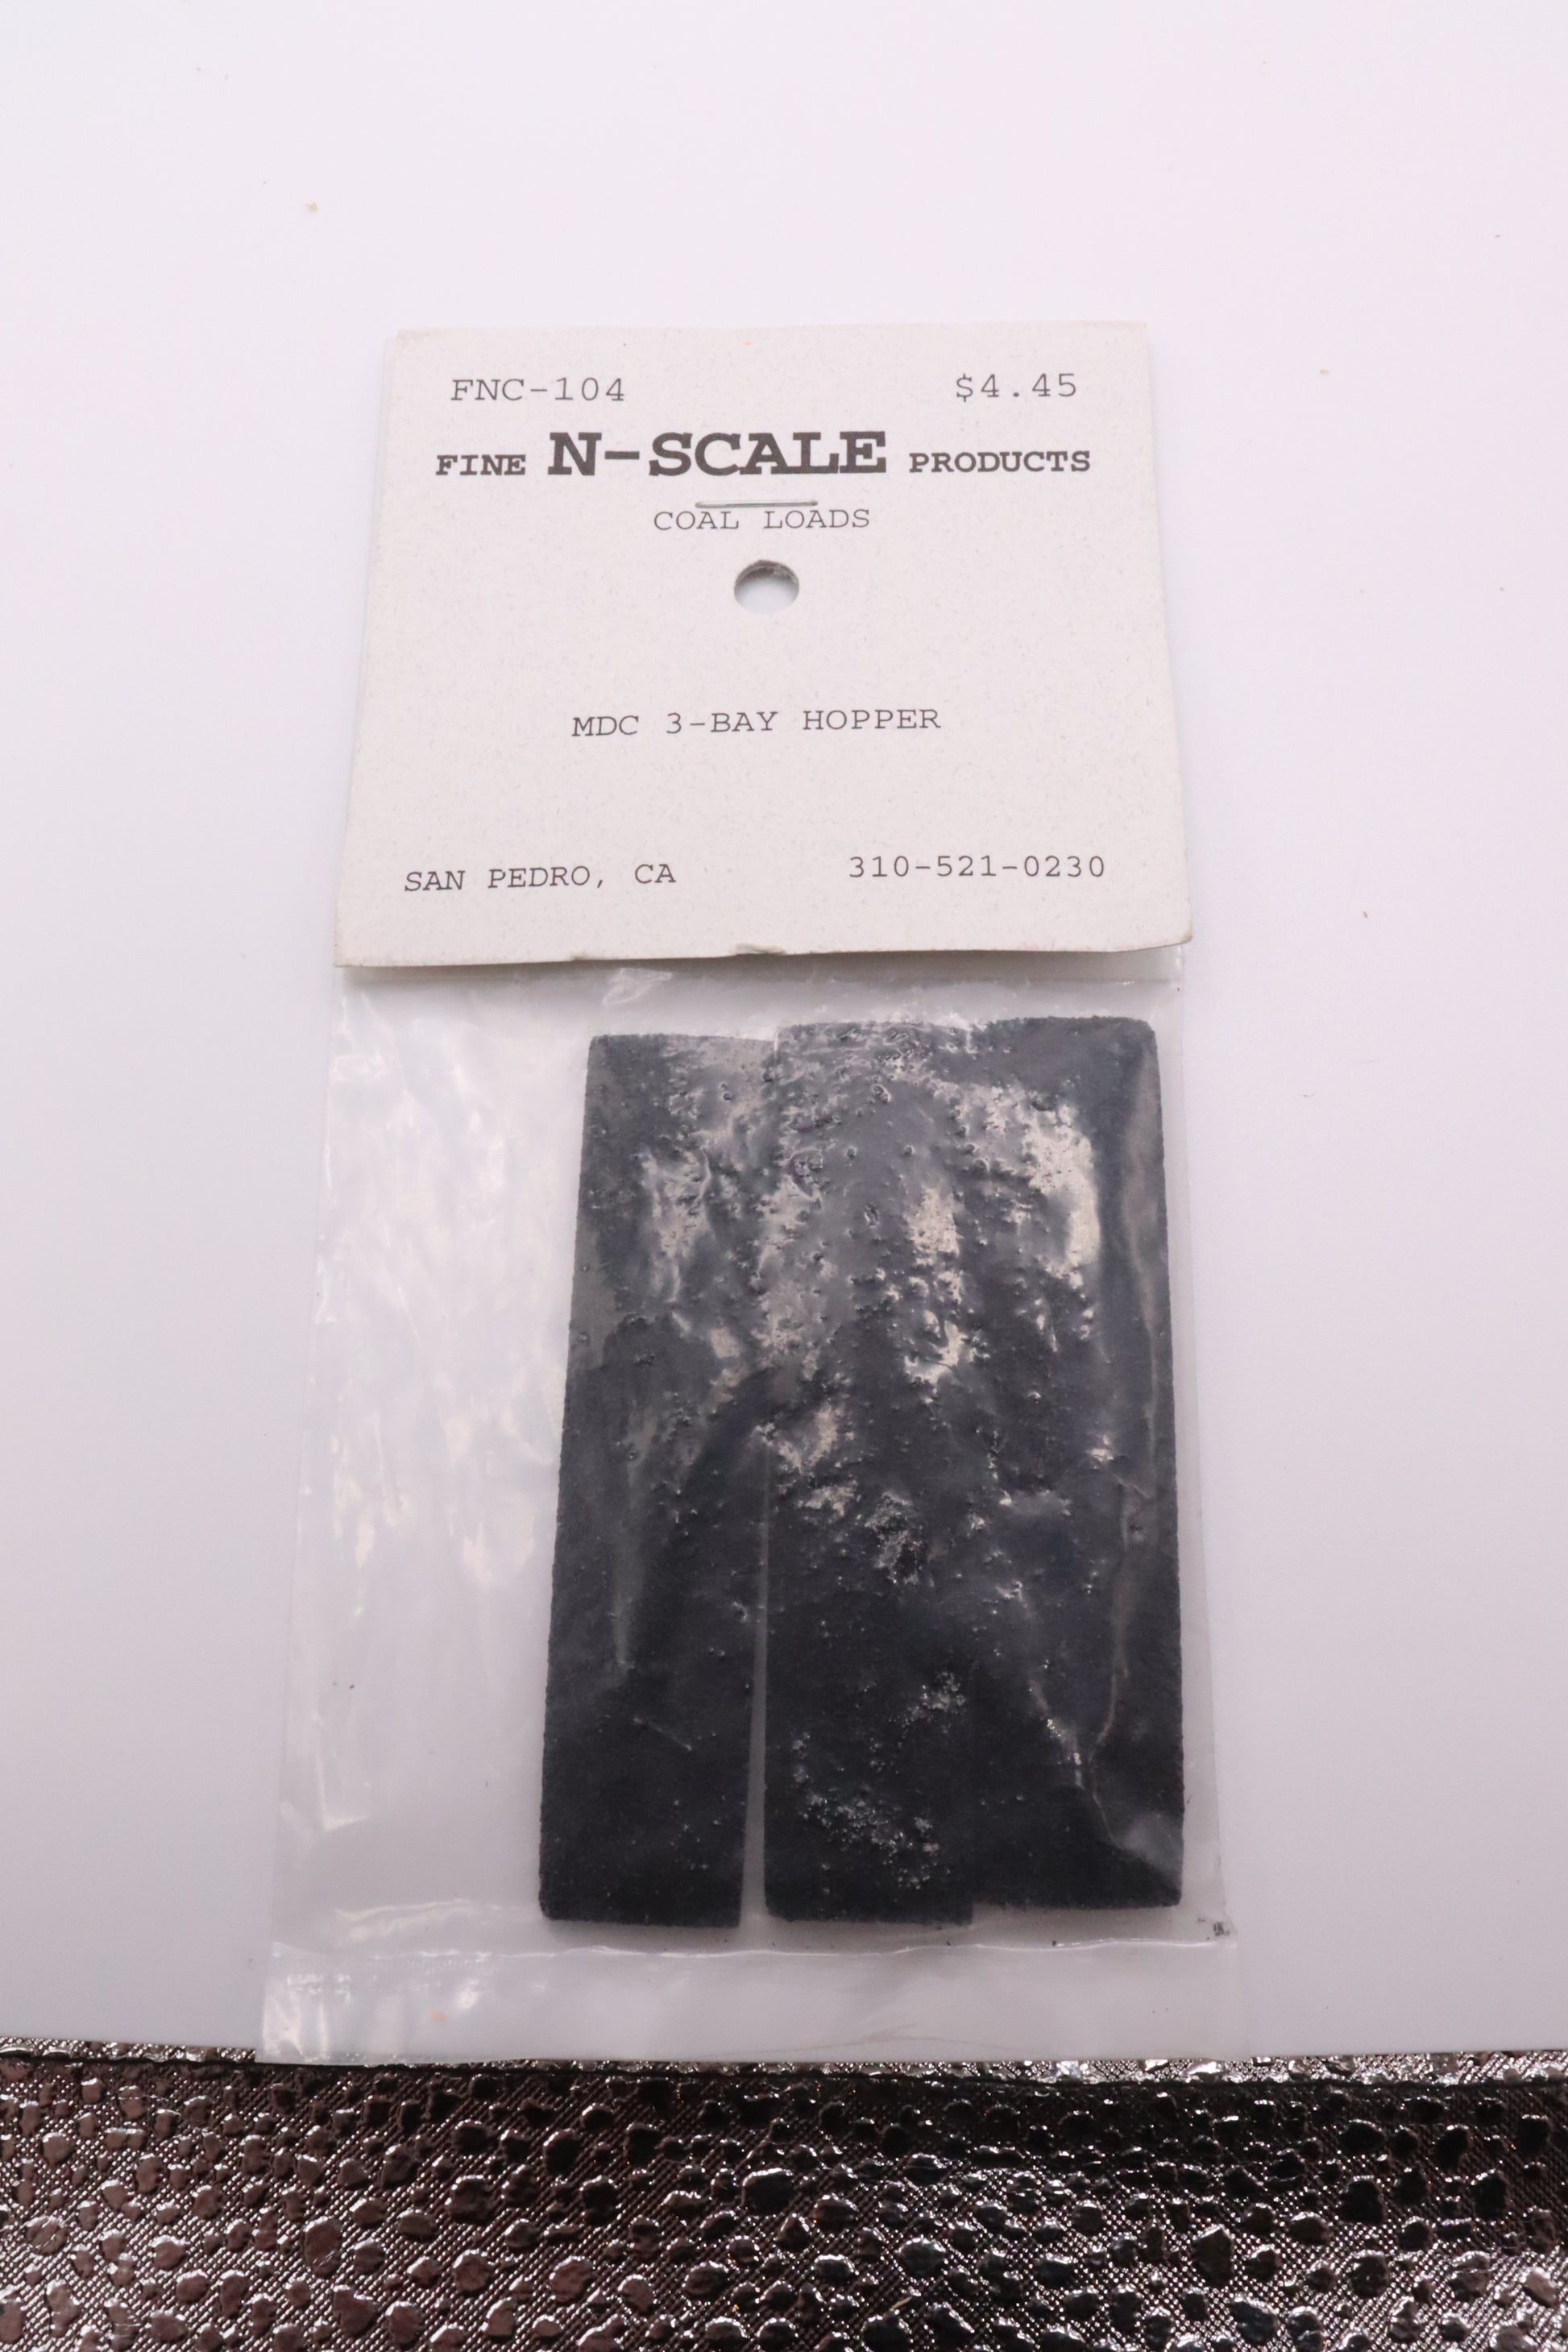 FNC-104 $4.45
FINE N-SCALE PRODUCTS
COAL LOADS
MDC 3-BAY HOPPER
SAN PEDRO, CA 310-521-0230